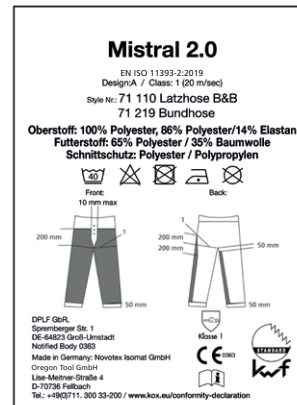 Mistral 2.0
EN ISO 11393-2:2019
Design:A / Class: 1 (20 m/sec)
Style Nr.: 71 110 Latzhose B&B
71 219 Bundhose
Oberstoff: 100% Polyester, 86% Polyester/14% Elastan
Futterstoff: 65% Polyester / 35% Baumwolle
Schnittschutz: Polyester / Polypropylen
40
Front: Back:
10 mm max
1 1
200 mm 50 mm
200 mm
50 mm 50 mm
DPLF GbR,
Spremberger Str. 1
DE-64823 Groß-Umstadt
Notified Body 0363
Klasse 1
STANDARD
Made in Germany: Novotex Isomat GmbH
CE 0363
Oregon Tool GmbH
kwf
Lise-Meitner-Straße 4
D-70736 Fellbach
Tel.: +49(0)711. 300 33-200 / www.kox.eu/conformity-declaration